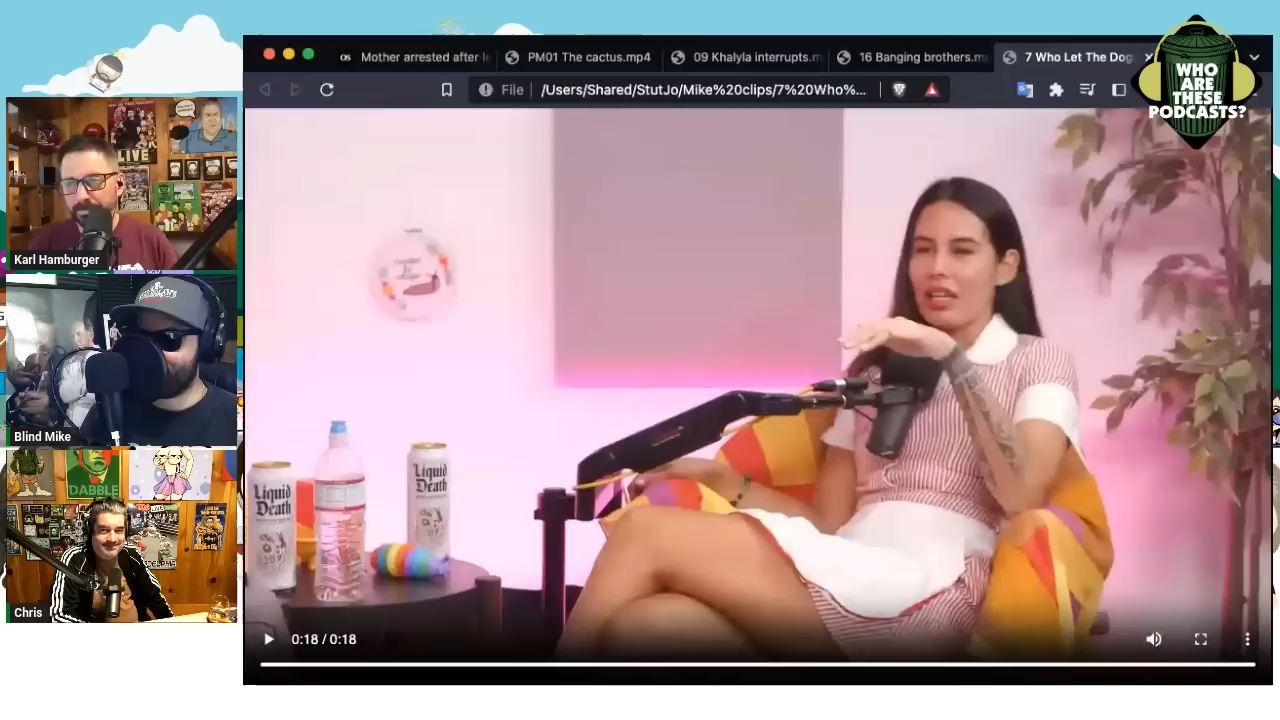 Mother arrested after le
PM01 The cactus.mp4
09 Khalyla interrupts.m
16 Banging brothers.m
7 Who Let The Dog
File
/Users/Shared/StutJo/Mike%20clips/7%20Who%...
WHO
ARE
THESE
PODCASTS?
LIVE
Karl Hamburger
Blind Mike
DABBLE
Chris
Liquid
Death
Liquid
Death
0:18 / 0:18